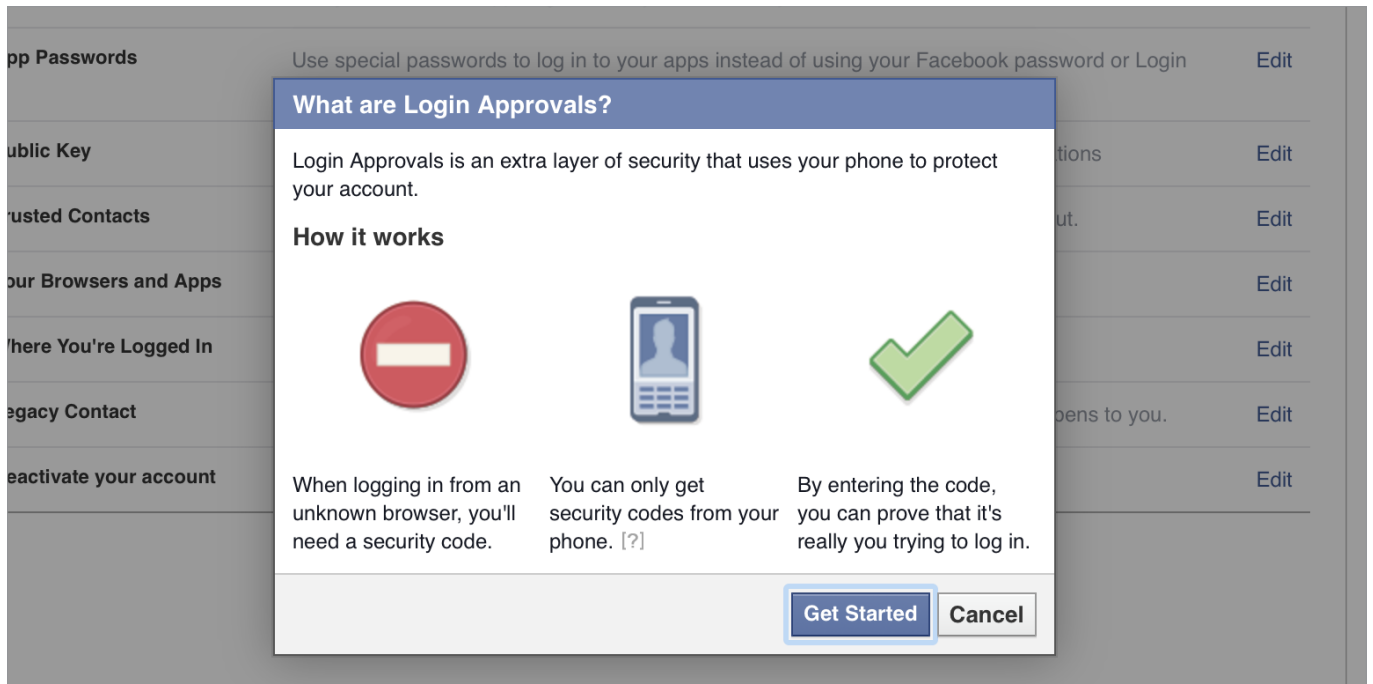 pp Passwords
Use special passwords to log in to your apps instead of using your Facebook password or Login
Edit
What are Login Approvals?
Login Approvals is an extra layer of security that uses your phone to protect
your account.
ublic Key
tions
Edit
rusted Contacts
ut.
Edit
How it works
our Browsers and Apps
Edit
here You're Logged In
Edit
egacy Contact
pens to you.
Edit
eactivate your account
Edit
When logging in from an
unknown browser, you'll
need a security code.
You can only get
security codes from your
phone. [?]
By entering the code,
you can prove that it's
really you trying to log in.
Get Started
Cancel